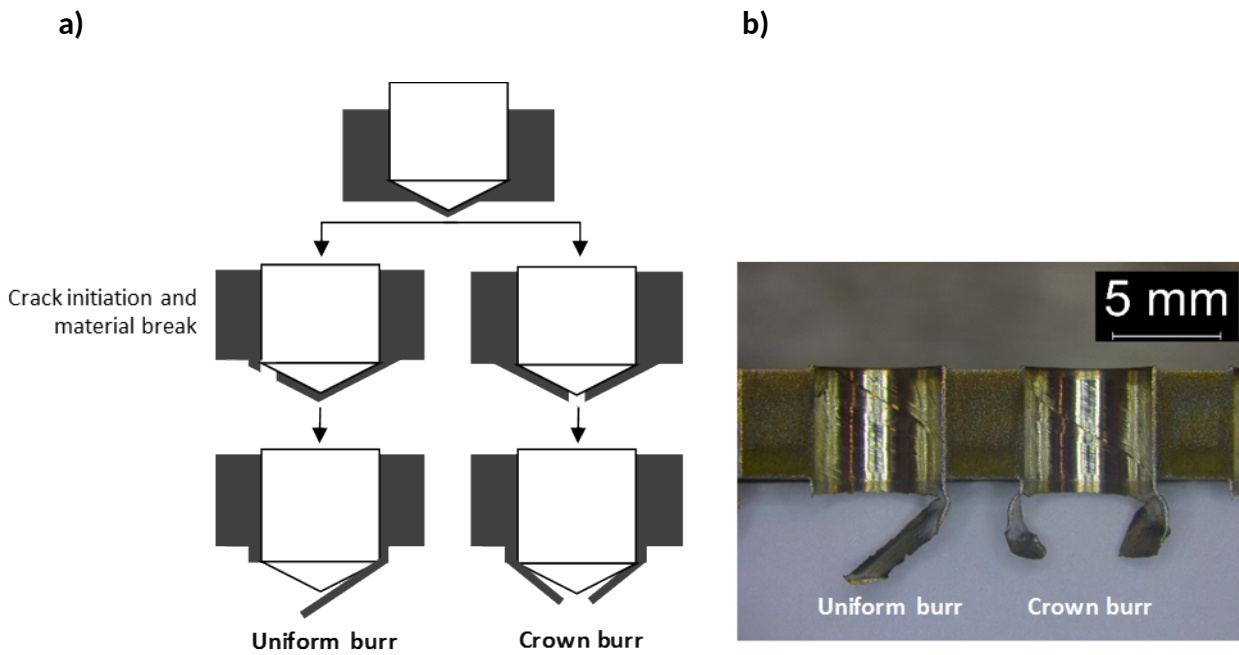 a)
b)
Crack initiation and
material break
Uniform burr
Crown burr
5 mm
Uniform burr
Crown burr